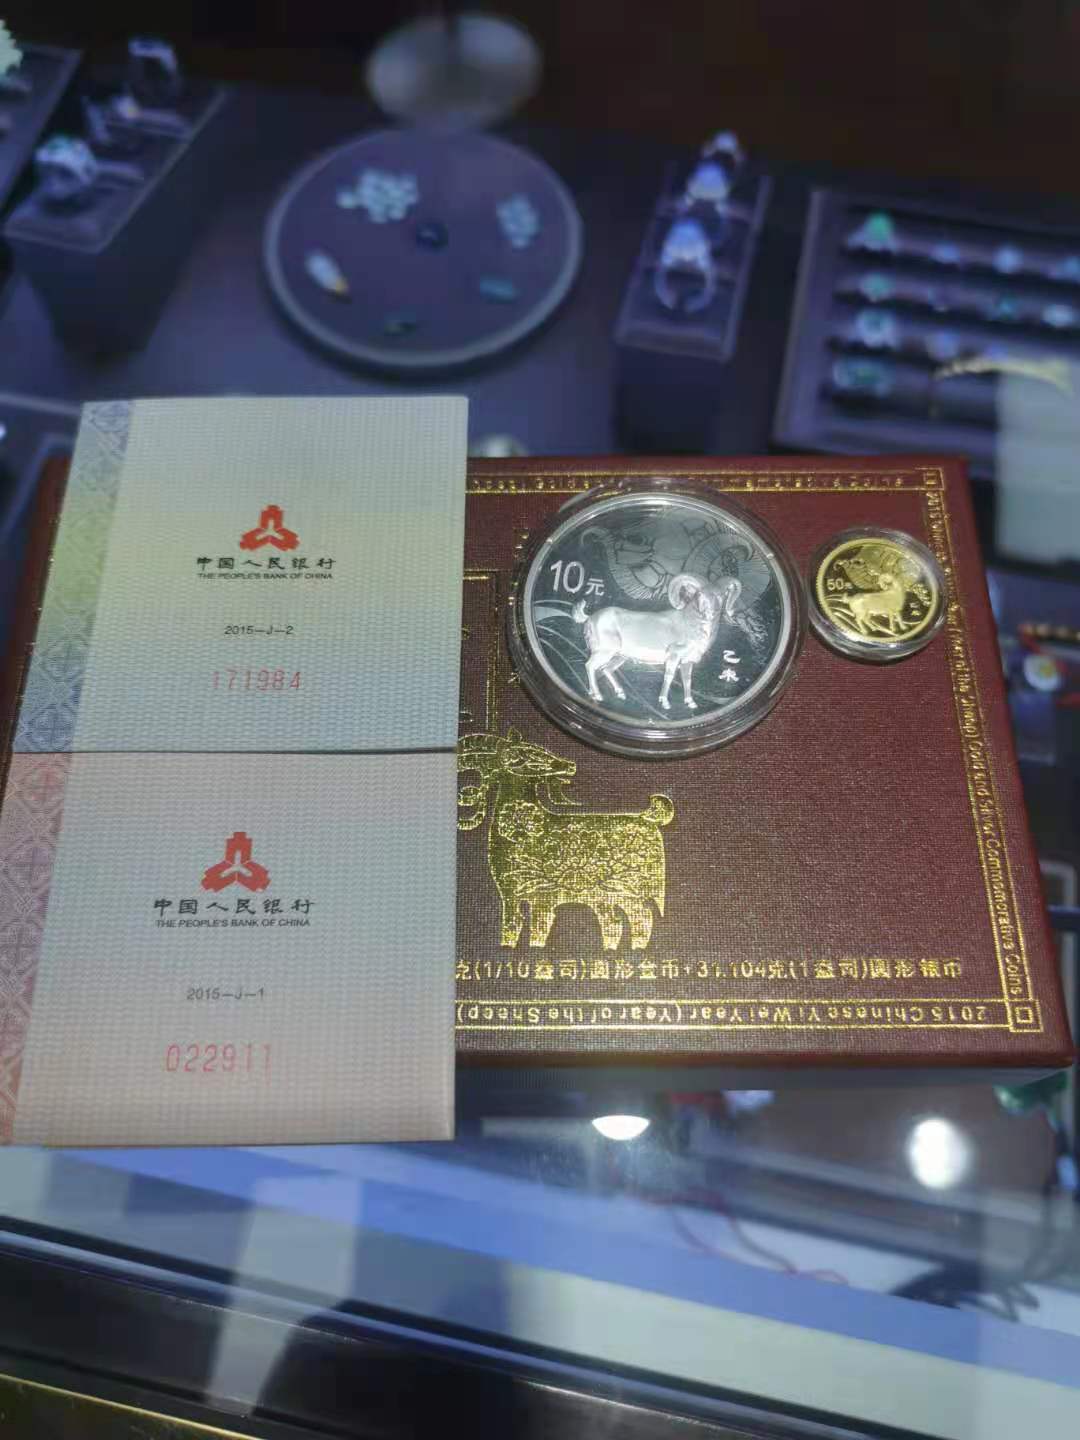 中国人民银行
THE PEOPLE'S BANK OF CHINA
2015-J-2
171984
中国人民银行
THE PEOPLE'S BANK OF CHINA
2015-J-1
022911
10元
乙未
50元
克(1/10盎司)圆形金币+31.104克(1盎司)圆形银币
2015 Chinese Yi Wei Year (Year of the Sheep)
of the Sheep) Gold and Silver Commemorative Coins